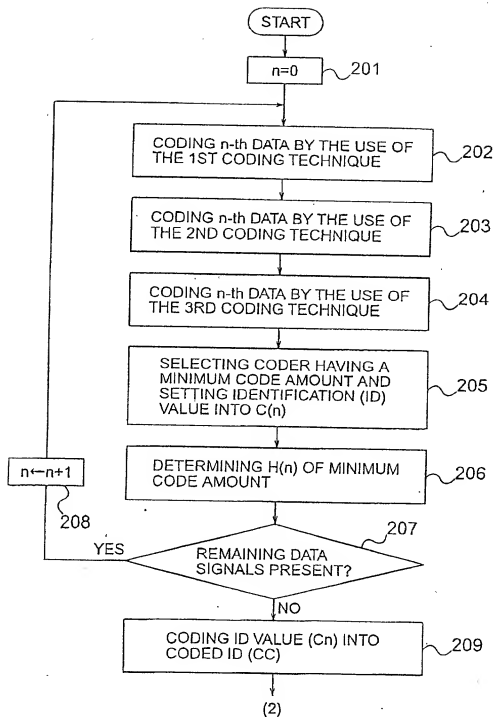 START
n=0
201
CODING n-th DATA BY THE USE OF
THE 1ST CODING TECHNIQUE
202
CODING n-th DATA BY THE USE OF
THE 2ND CODING TECHNIQUE
203
CODING n-th DATA BY THE USE OF
THE 3RD CODING TECHNIQUE
204
SELECTING CODER HAVING A
MINIMUM CODE AMOUNT AND
SETTING IDENTIFICATION (ID)
VALUE INTO C(n)
205
n←n+1
208
DETERMINING H(n) OF MINIMUM
CODE AMOUNT
206
207
YES
REMAINING DATA
SIGNALS PRESENT?
NO
CODING ID VALUE (Cn) INTO
CODED ID (CC)
209
(2)